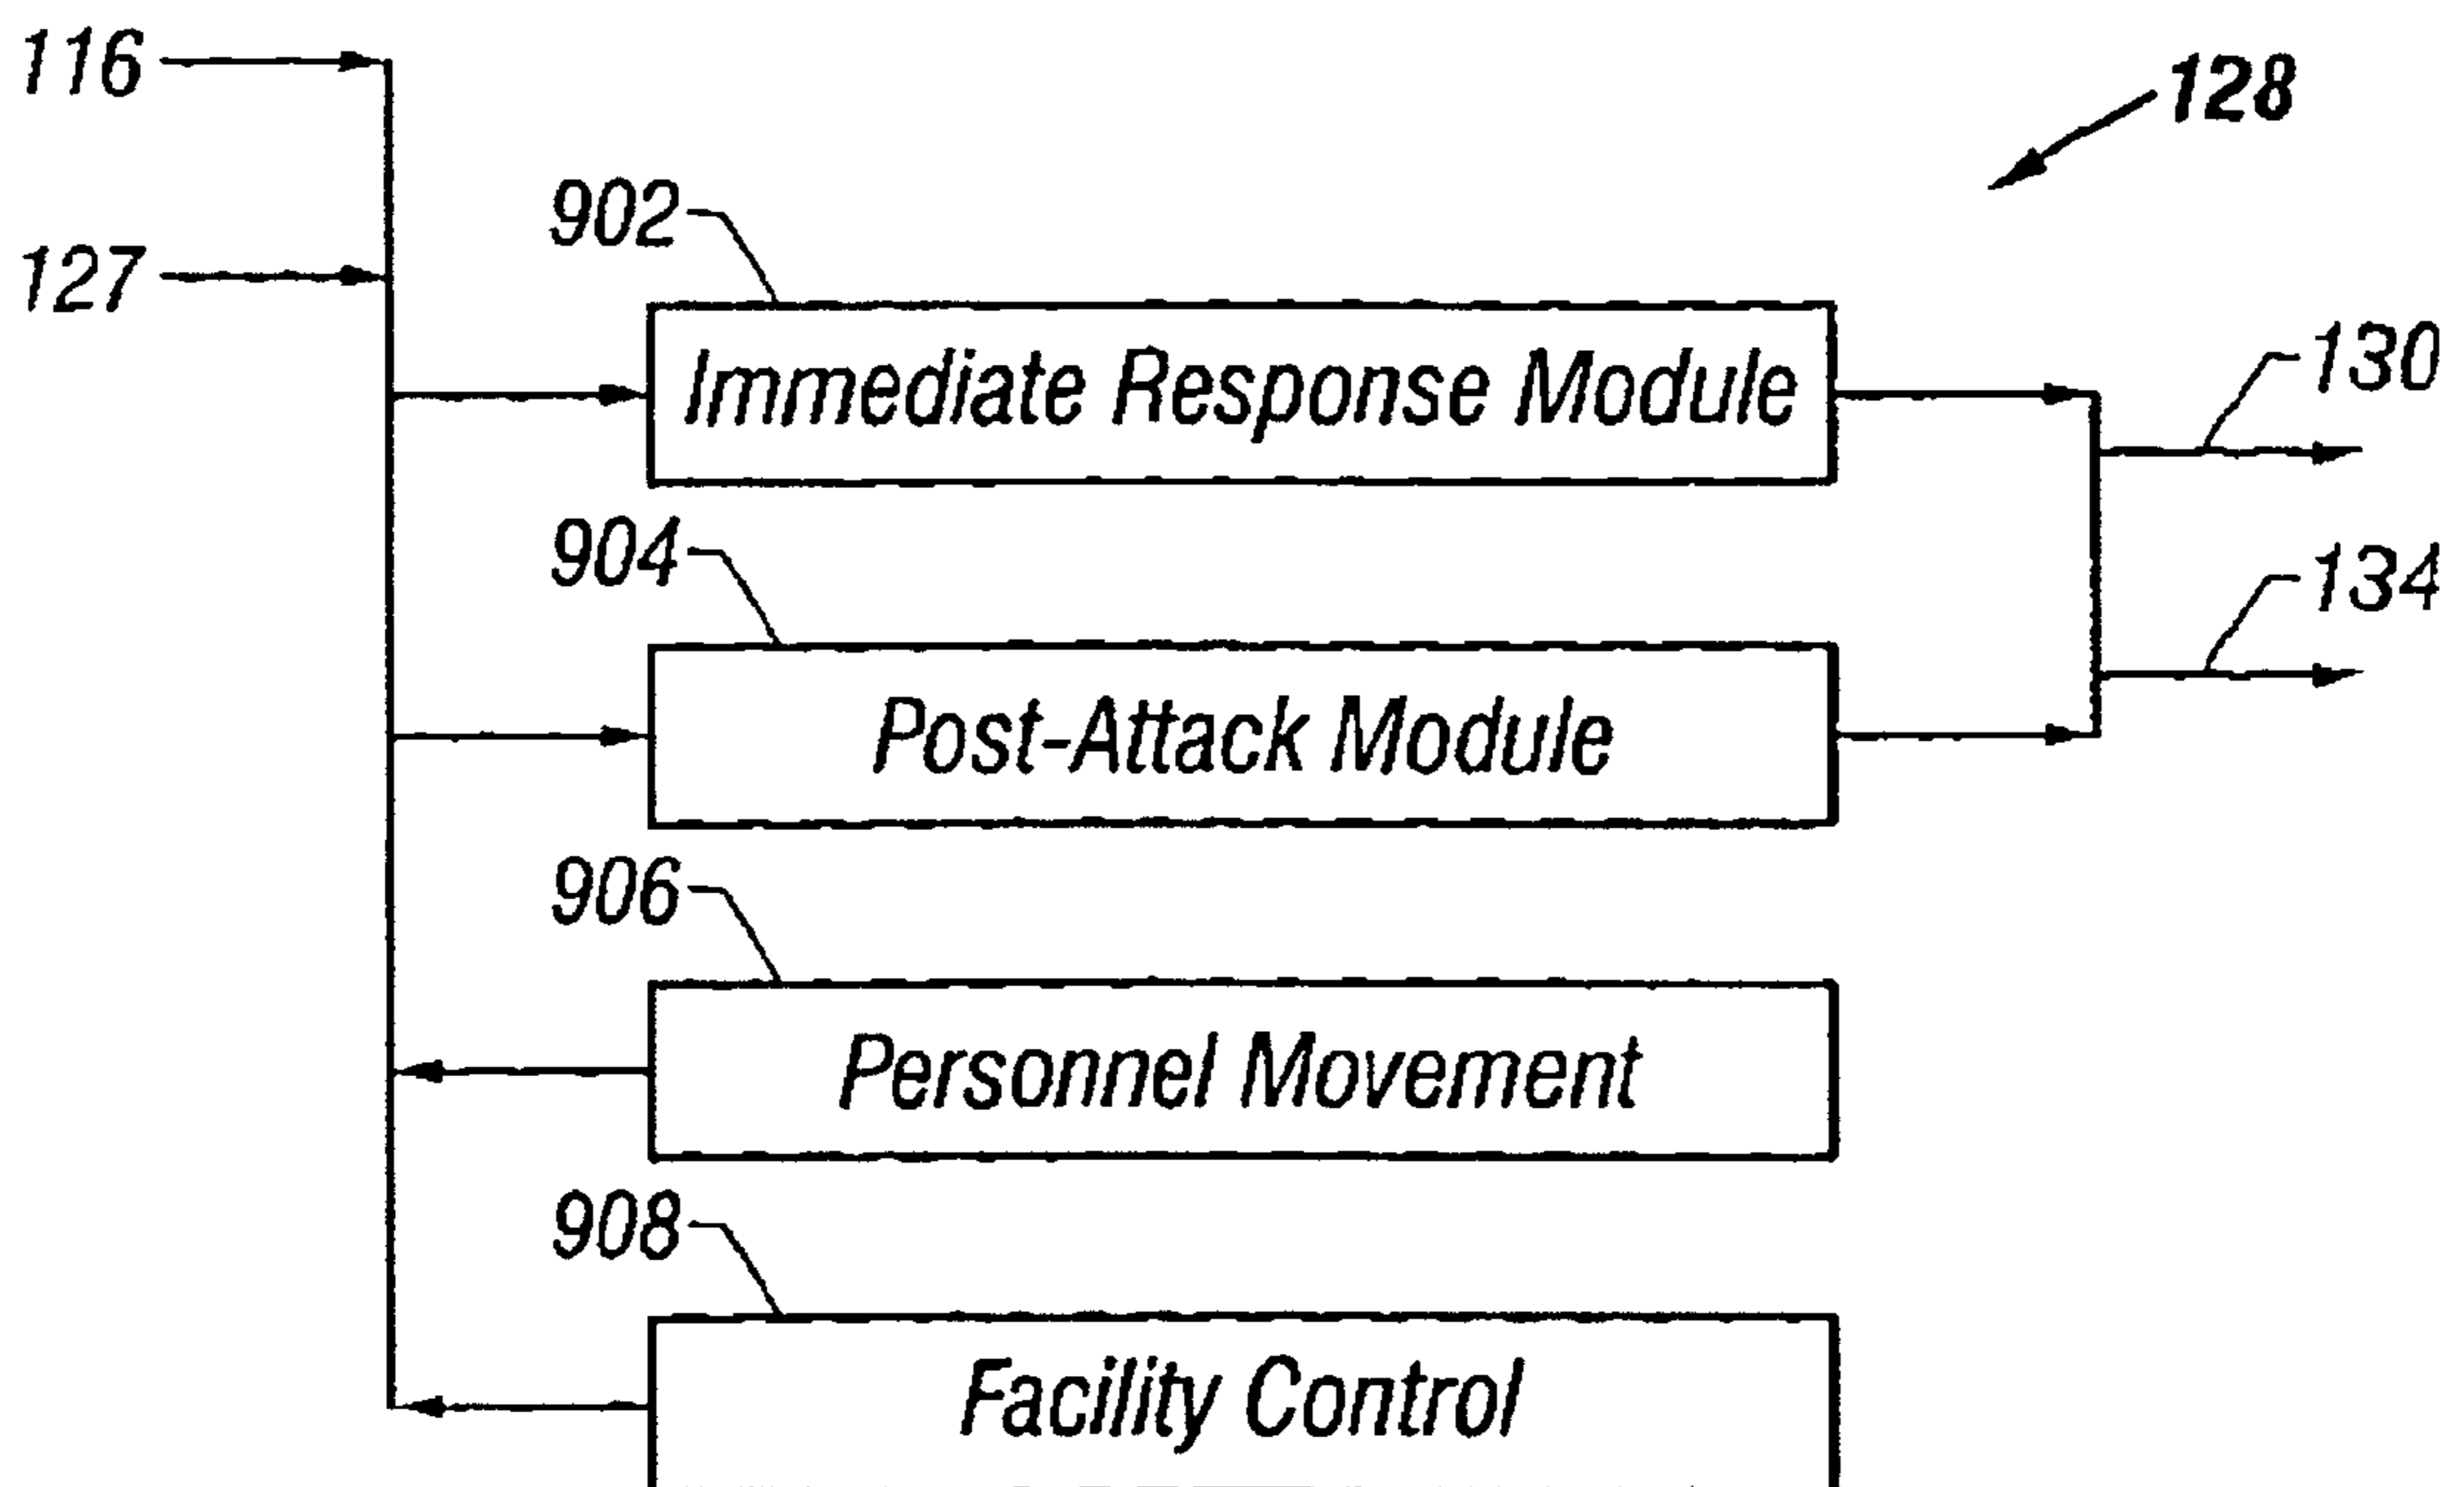 116
128
902
127
Immediate Response Module
130
904
134
Post-Attack Module
906
Personnel Movement
908
Facility Control